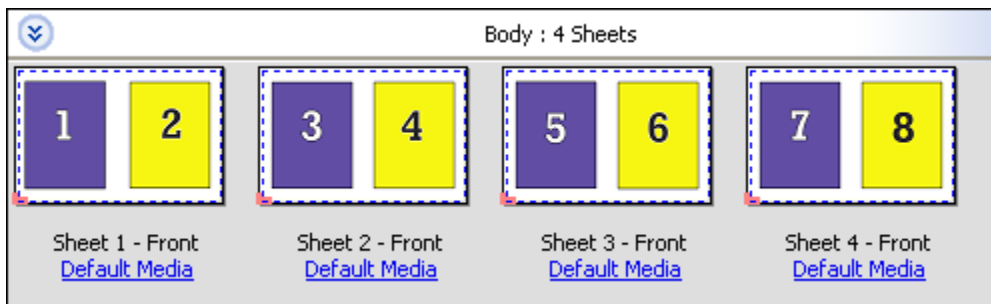 Body : 4 Sheets
1 2 3 4 5 6 7 8
Sheet 1 - Front Sheet 2 - Front Sheet 3 - Front Sheet 4 - Front
Default Media Default Media Default Media Default Media